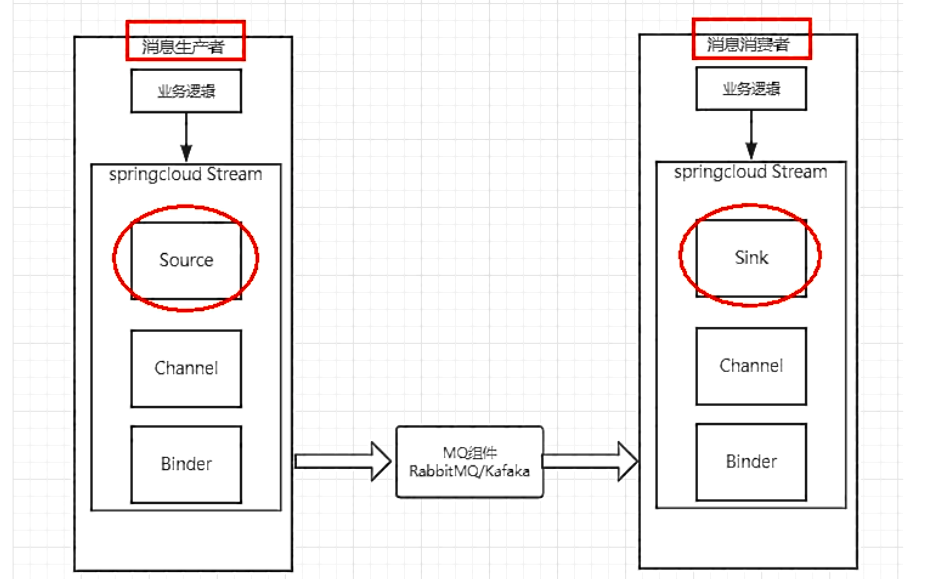 消息生产者
业务逻辑
springcloud Stream
Source
Channel
Binder
MQ组件
RabbitMQ/Kafaka
消息消费者
业务逻辑
springcloud Stream
Sink
Channel
Binder